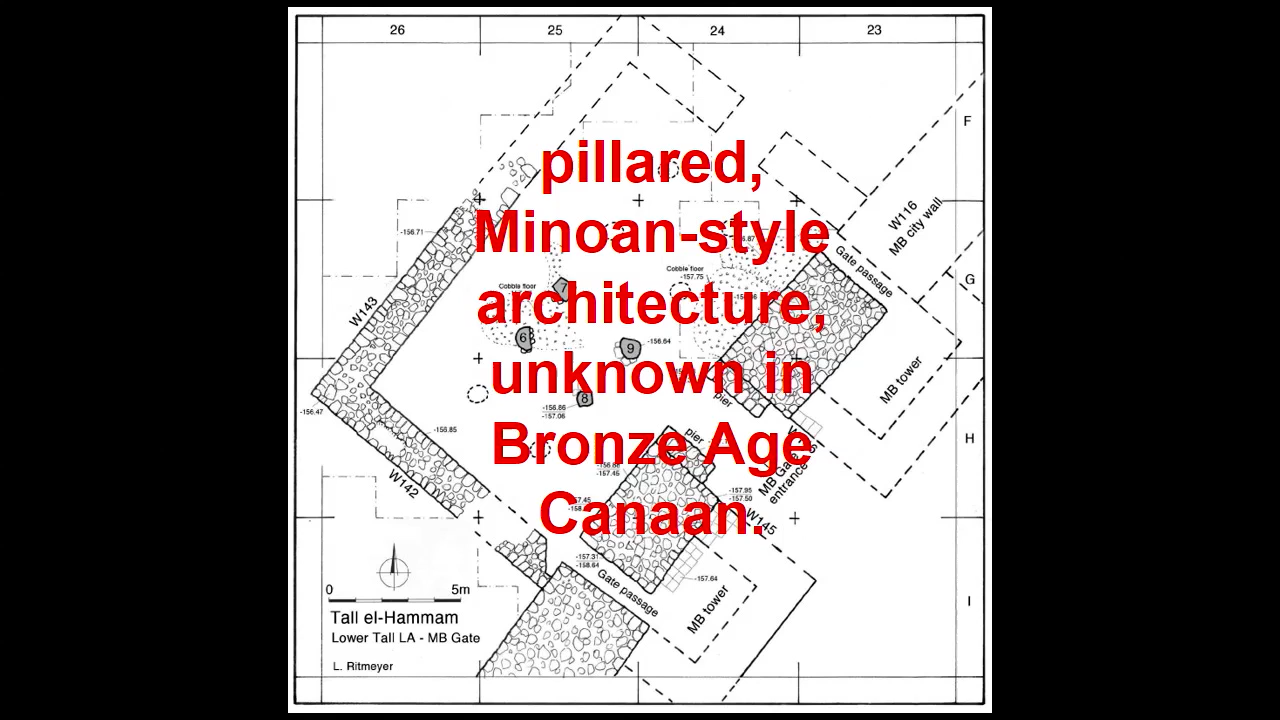 26 25 24 23
F
pillared,
Minoan-style
architecture,
unknown in
Bronze Age
Canaan.
W116
MB city wall
-156.71
Gate passage
Cobble floor
-157.75
G
Cobble floor
W143
7
6
9
-156.64
MB tower
8
pier
-156.86
-157.06
-156.47
-156.85
pier
H
MB Gate
entrance
W142
-157.45
-157.95
-157.50
W145
-157.31
-158.64
Gate passage
-157.64
MB tower
I
0 5m
Tall el-Hammam
Lower Tall LA - MB Gate
L. Ritmeyer